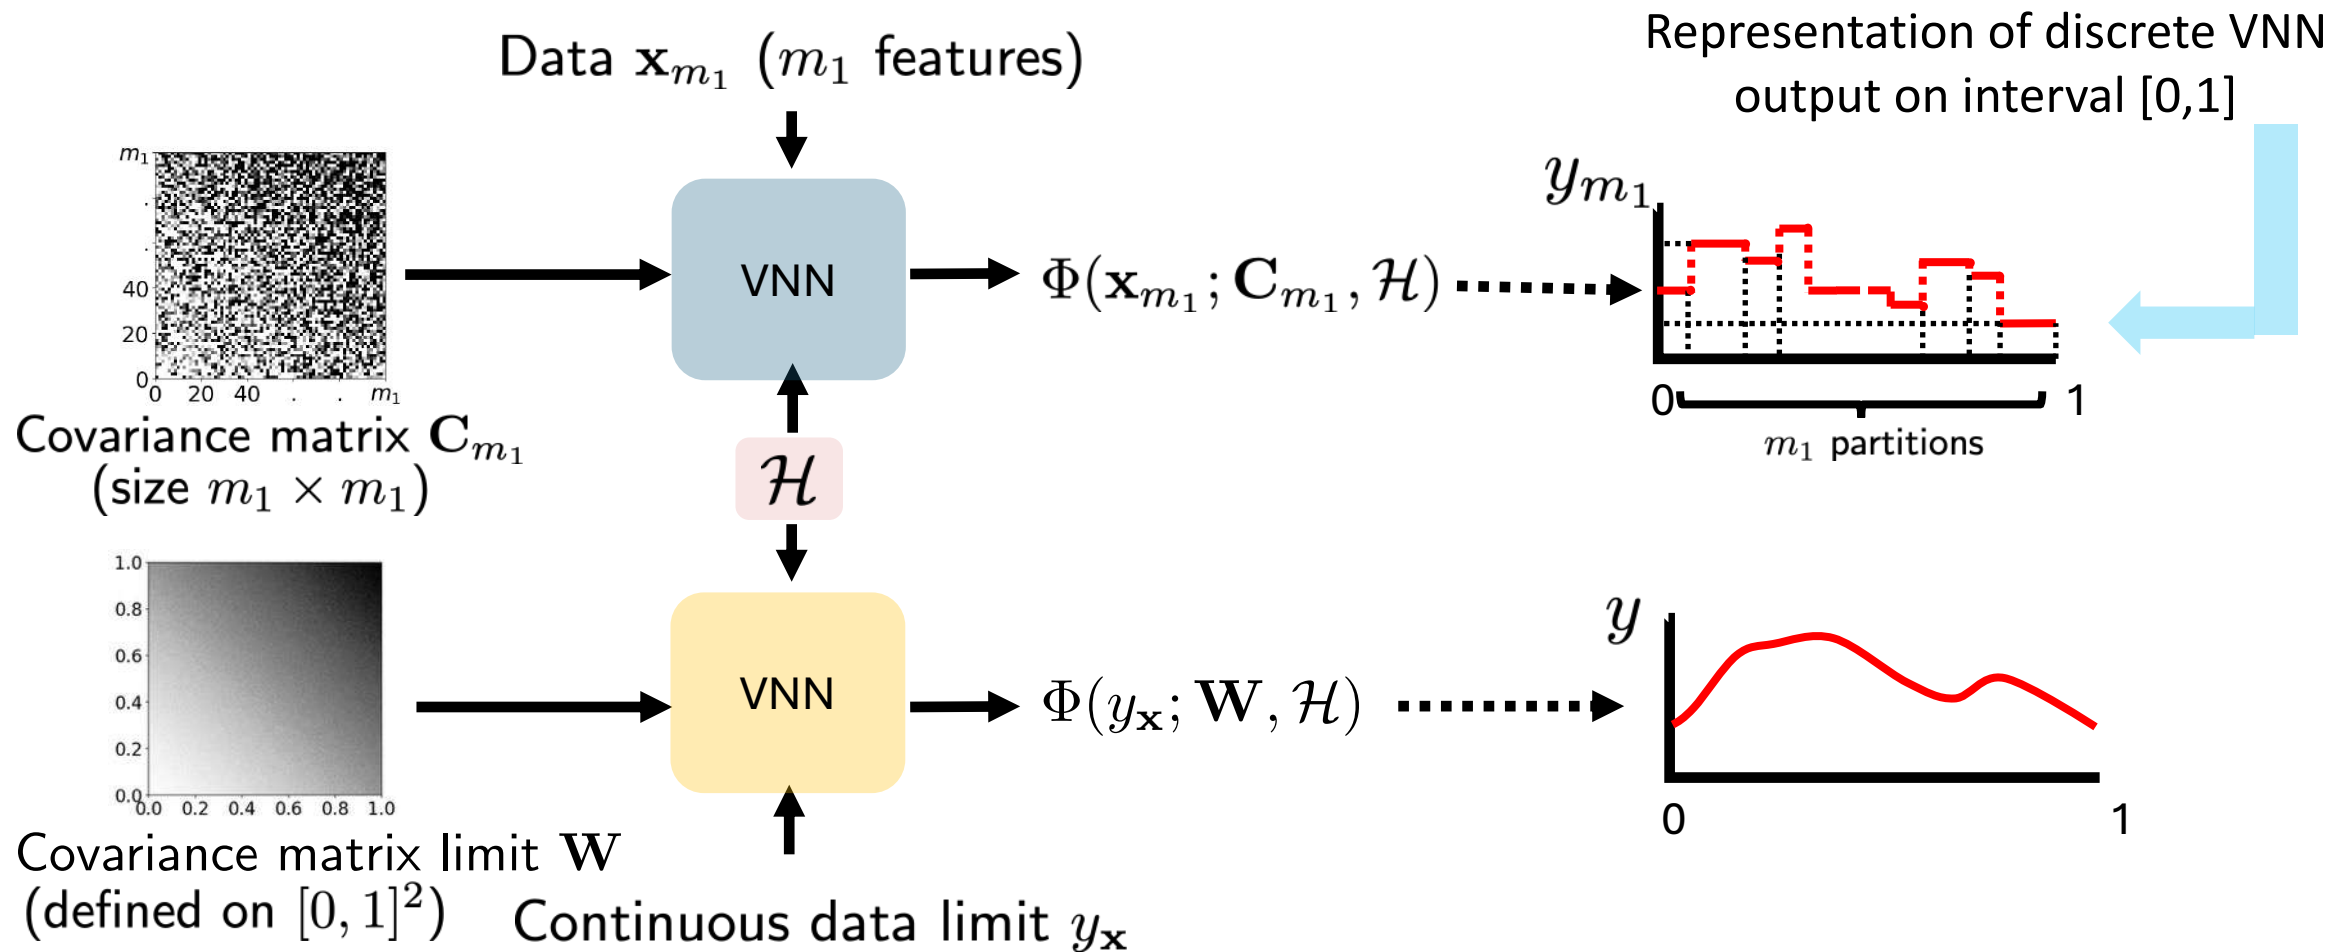 Data x_{m_1} (m_1 features)
Representation of discrete VNN
output on interval [0,1]
m_1
.
.
40
20
0
0 20 40 . . m_1
Covariance matrix C_{m_1}
(size m_1 × m_1)
VNN
Φ(x_{m_1}; C_{m_1}, ℋ)
y_{m_1}
0
1
m_1 partitions
ℋ
1.0
0.8
0.6
0.4
0.2
0.0
0.0 0.2 0.4 0.6 0.8 1.0
Covariance matrix limit W
(defined on [0, 1]^2)
VNN
Φ(y_x; W, ℋ)
y
0
1
Continuous data limit y_x